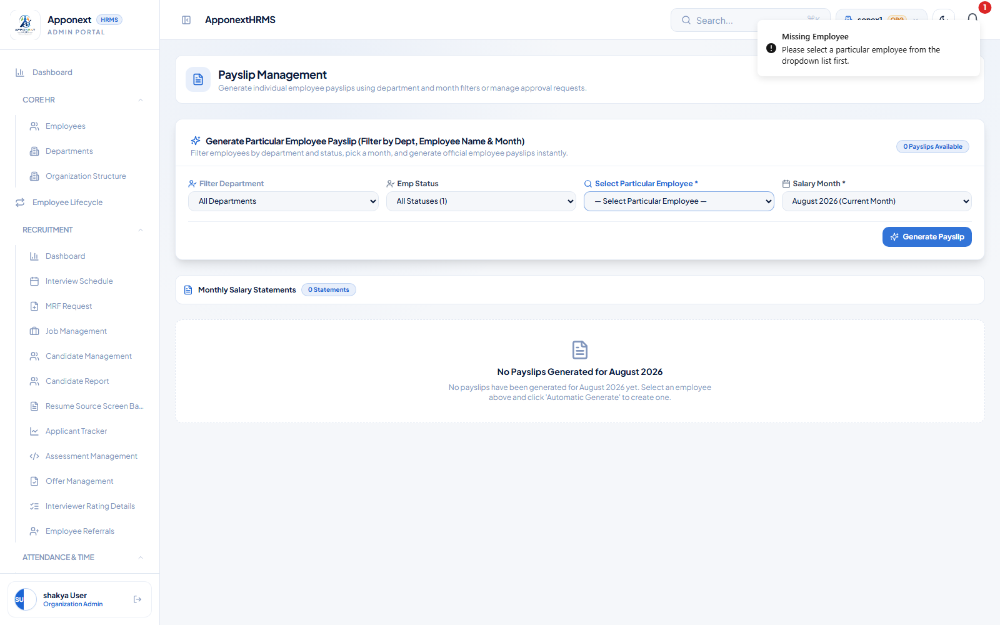 Apponext HRMS
ADMIN PORTAL
Dashboard
CORE HR
Employees
Departments
Organization Structure
Employee Lifecycle
RECRUITMENT
Dashboard
Interview Schedule
MRF Request
Job Management
Candidate Management
Candidate Report
Resume Source Screen Ba...
Applicant Tracker
Assessment Management
Offer Management
Interviewer Rating Details
Employee Referrals
ATTENDANCE & TIME
SU
shakya User
Organization Admin
ApponextHRMS
Search...
⌘K
1
Missing Employee
Please select a particular employee from the
dropdown list first.
Payslip Management
Generate individual employee payslips using department and month filters or manage approval requests.
Generate Particular Employee Payslip (Filter by Dept, Employee Name & Month)
Filter employees by department and status, pick a month, and generate official employee payslips instantly.
0 Payslips Available
Filter Department
All Departments
Emp Status
All Statuses (1)
Select Particular Employee *
— Select Particular Employee —
Salary Month *
August 2026 (Current Month)
Generate Payslip
Monthly Salary Statements 0 Statements
No Payslips Generated for August 2026
No payslips have been generated for August 2026 yet. Select an employee
above and click 'Automatic Generate' to create one.